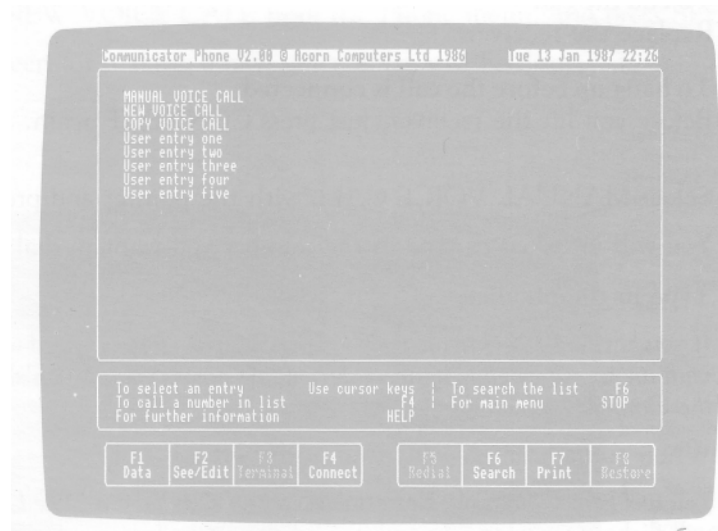 Communicator Phone V2.00 © Acorn Computers Ltd 1986 Tue 13 Jan 1987 22:26
MANUAL VOICE CALL
NEW VOICE CALL
COPY VOICE CALL
User entry one
User entry two
User entry three
User entry four
User entry five
To select an entry Use cursor keys | To search the list F6
To call a number in list F4 | For main menu STOP
For further information HELP
F1 F2 F3 F4 F5 F6 F7 F8
Data See/Edit Terminal Connect Redial Search Print Restore